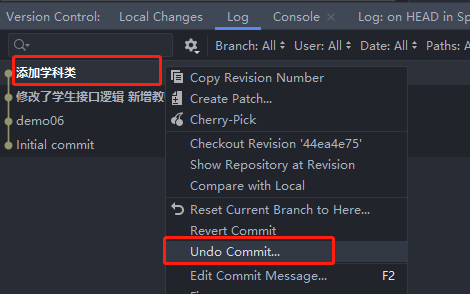 Version Control: Local Changes Log Console × Log: on HEAD in Sp
Branch: All User: All Date: All Paths: A
添加学科类
修改了学生接口逻辑 新增教
demo06
Initial commit
Copy Revision Number
Create Patch...
Cherry-Pick
Checkout Revision '44ea4e75'
Show Repository at Revision
Compare with Local
Reset Current Branch to Here...
Revert Commit
Undo Commit...
Edit Commit Message... F2